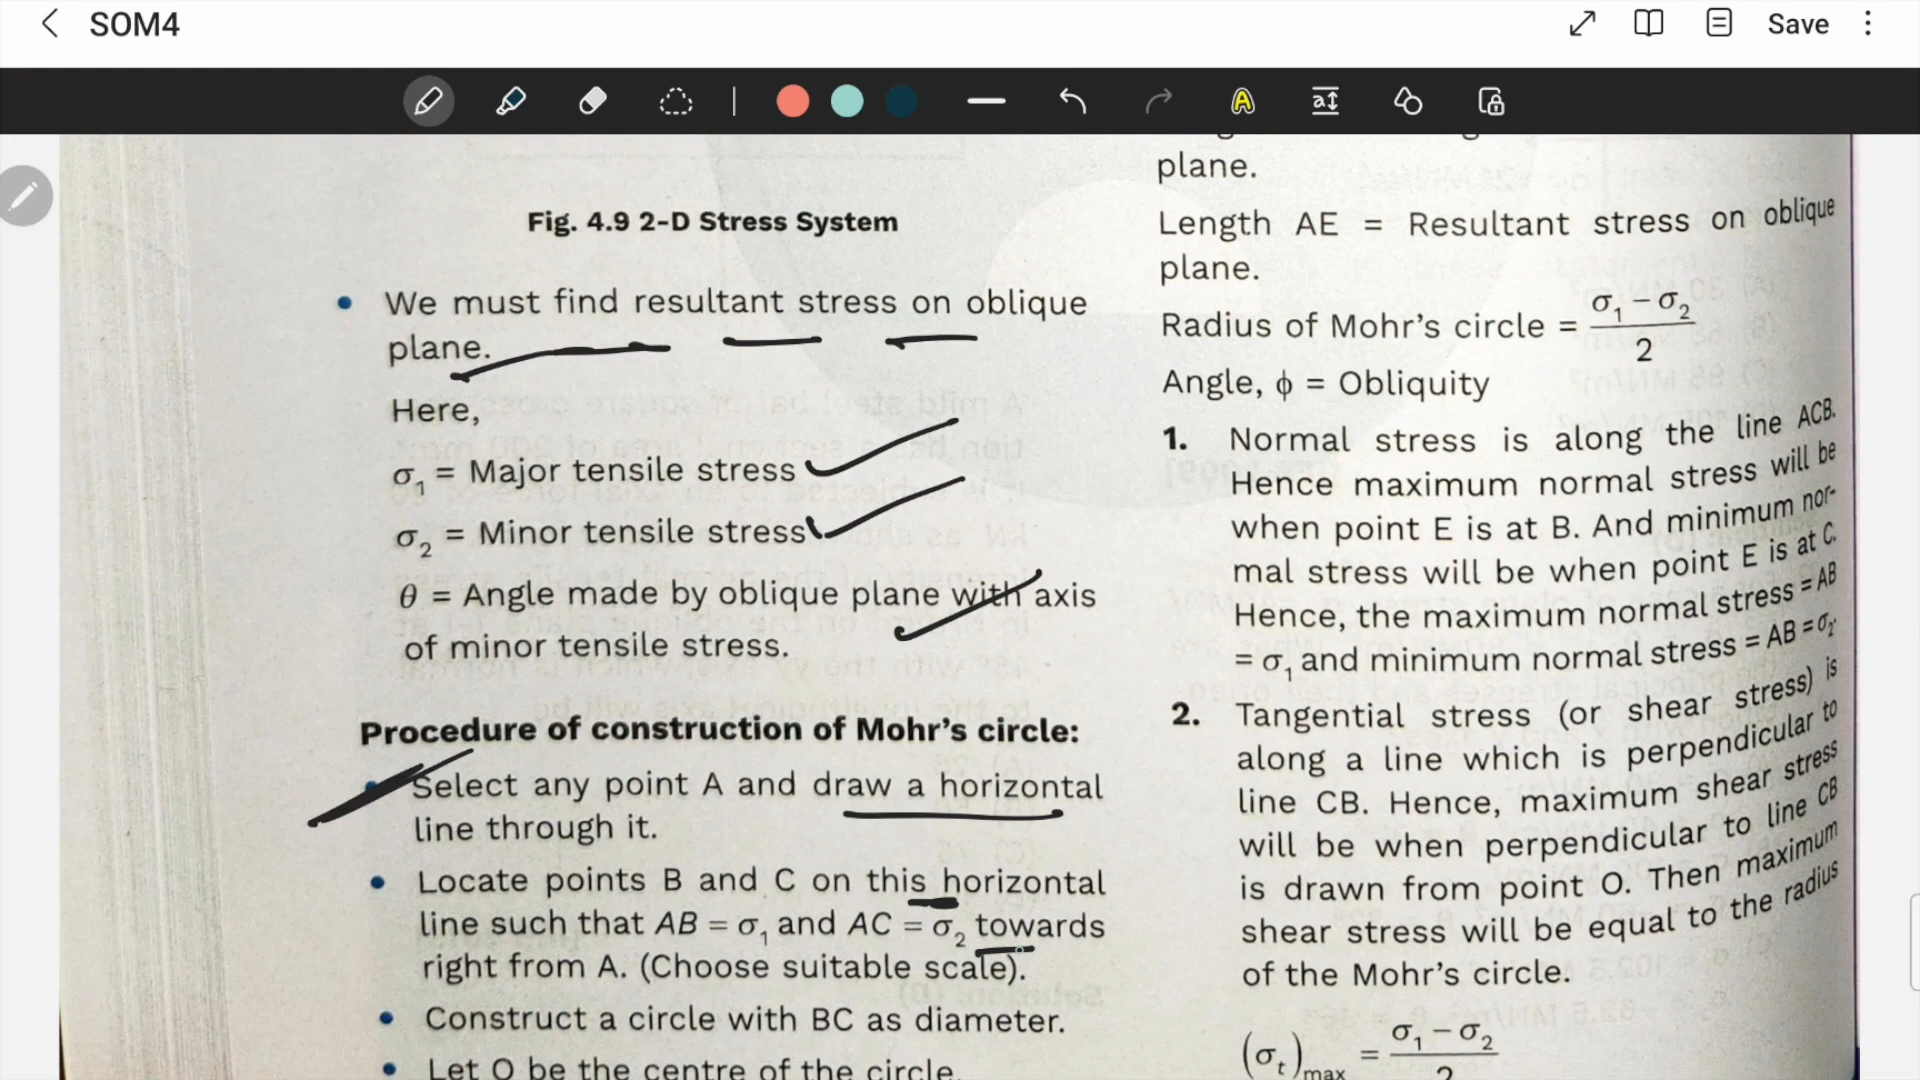 SOM4
Save
Fig. 4.9 2-D Stress System
We must find resultant stress on oblique
plane.
Here,
σ₁ = Major tensile stress
σ₂ = Minor tensile stress
θ = Angle made by oblique plane with axis
of minor tensile stress.
Procedure of construction of Mohr's circle:
Select any point A and draw a horizontal
line through it.
Locate points B and C on this horizontal
line such that AB = σ₁ and AC = σ₂ towards
right from A. (Choose suitable scale).
Construct a circle with BC as diameter.
Let O be the centre of the circle.
plane.
Length AE = Resultant stress on oblique
plane.
Radius of Mohr's circle = (σ₁ − σ₂)/2
Angle, ϕ = Obliquity
1. Normal stress is along the line ACB.
Hence maximum normal stress will be
when point E is at B. And minimum nor-
mal stress will be when point E is at C.
Hence, the maximum normal stress = AB
= σ₁ and minimum normal stress = AB = σ₂.
2. Tangential stress (or shear stress) is
along a line which is perpendicular to
line CB. Hence, maximum shear stress
will be when perpendicular to line CB
is drawn from point O. Then maximum
shear stress will be equal to the radius
of the Mohr's circle.
(σₜ)max = (σ₁ − σ₂)/2